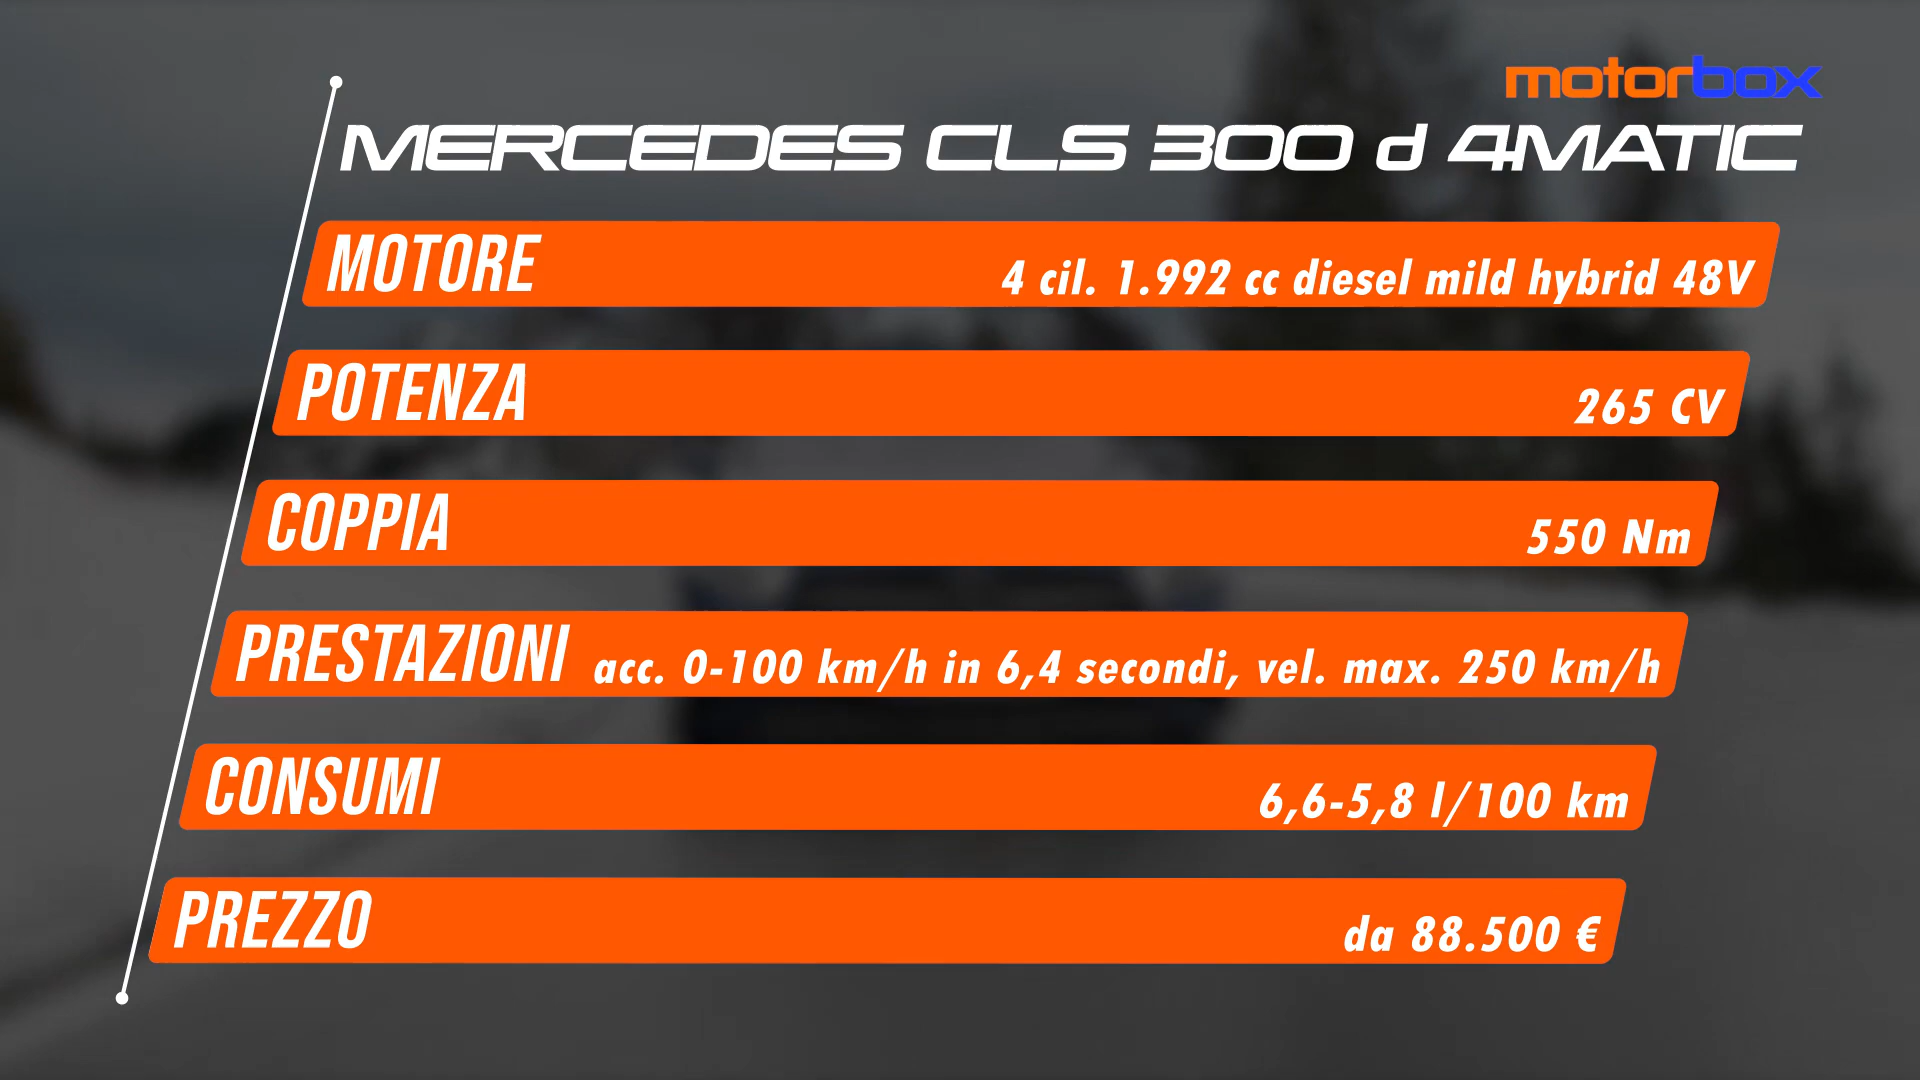 motorbox
MERCEDES CLS 300 d 4MATIC
MOTORE 4 cil. 1.992 cc diesel mild hybrid 48V
POTENZA 265 CV
COPPIA 550 Nm
PRESTAZIONI acc. 0-100 km/h in 6,4 secondi, vel. max. 250 km/h
CONSUMI 6,6-5,8 l/100 km
PREZZO da 88.500 €